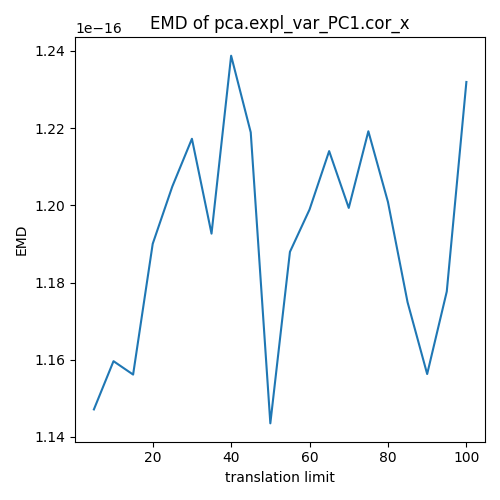 EMD of pca.expl_var_PC1.cor_x
1e−16
1.24
1.22
1.20
1.18
1.16
1.14
EMD
20 40 60 80 100
translation limit